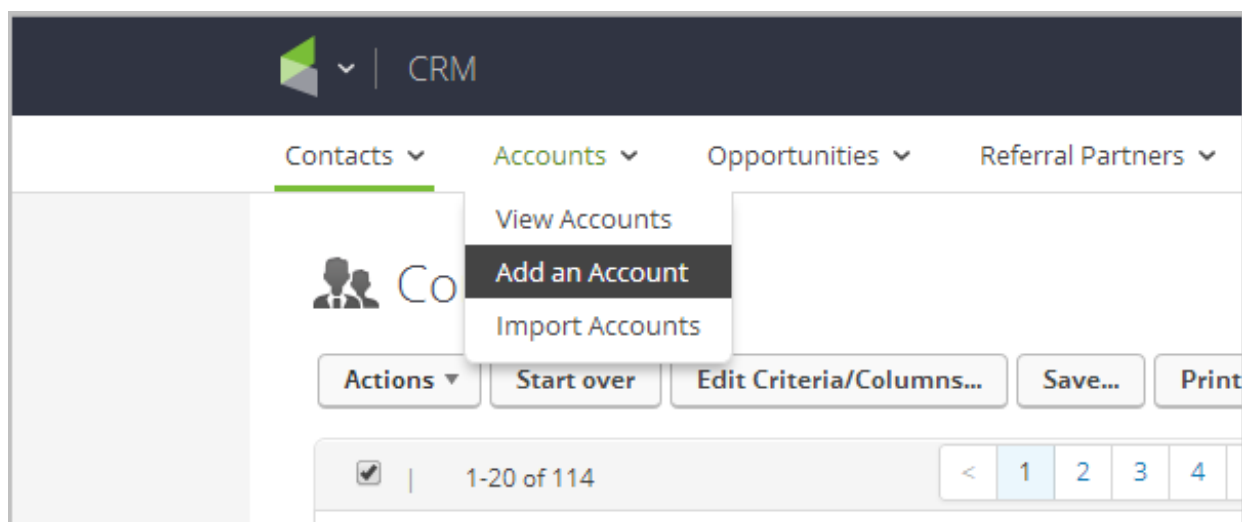 CRM
Contacts Accounts Opportunities Referral Partners
View Accounts
Add an Account
Import Accounts
Co
Actions Start over Edit Criteria/Columns... Save... Print
1-20 of 114 < 1 2 3 4